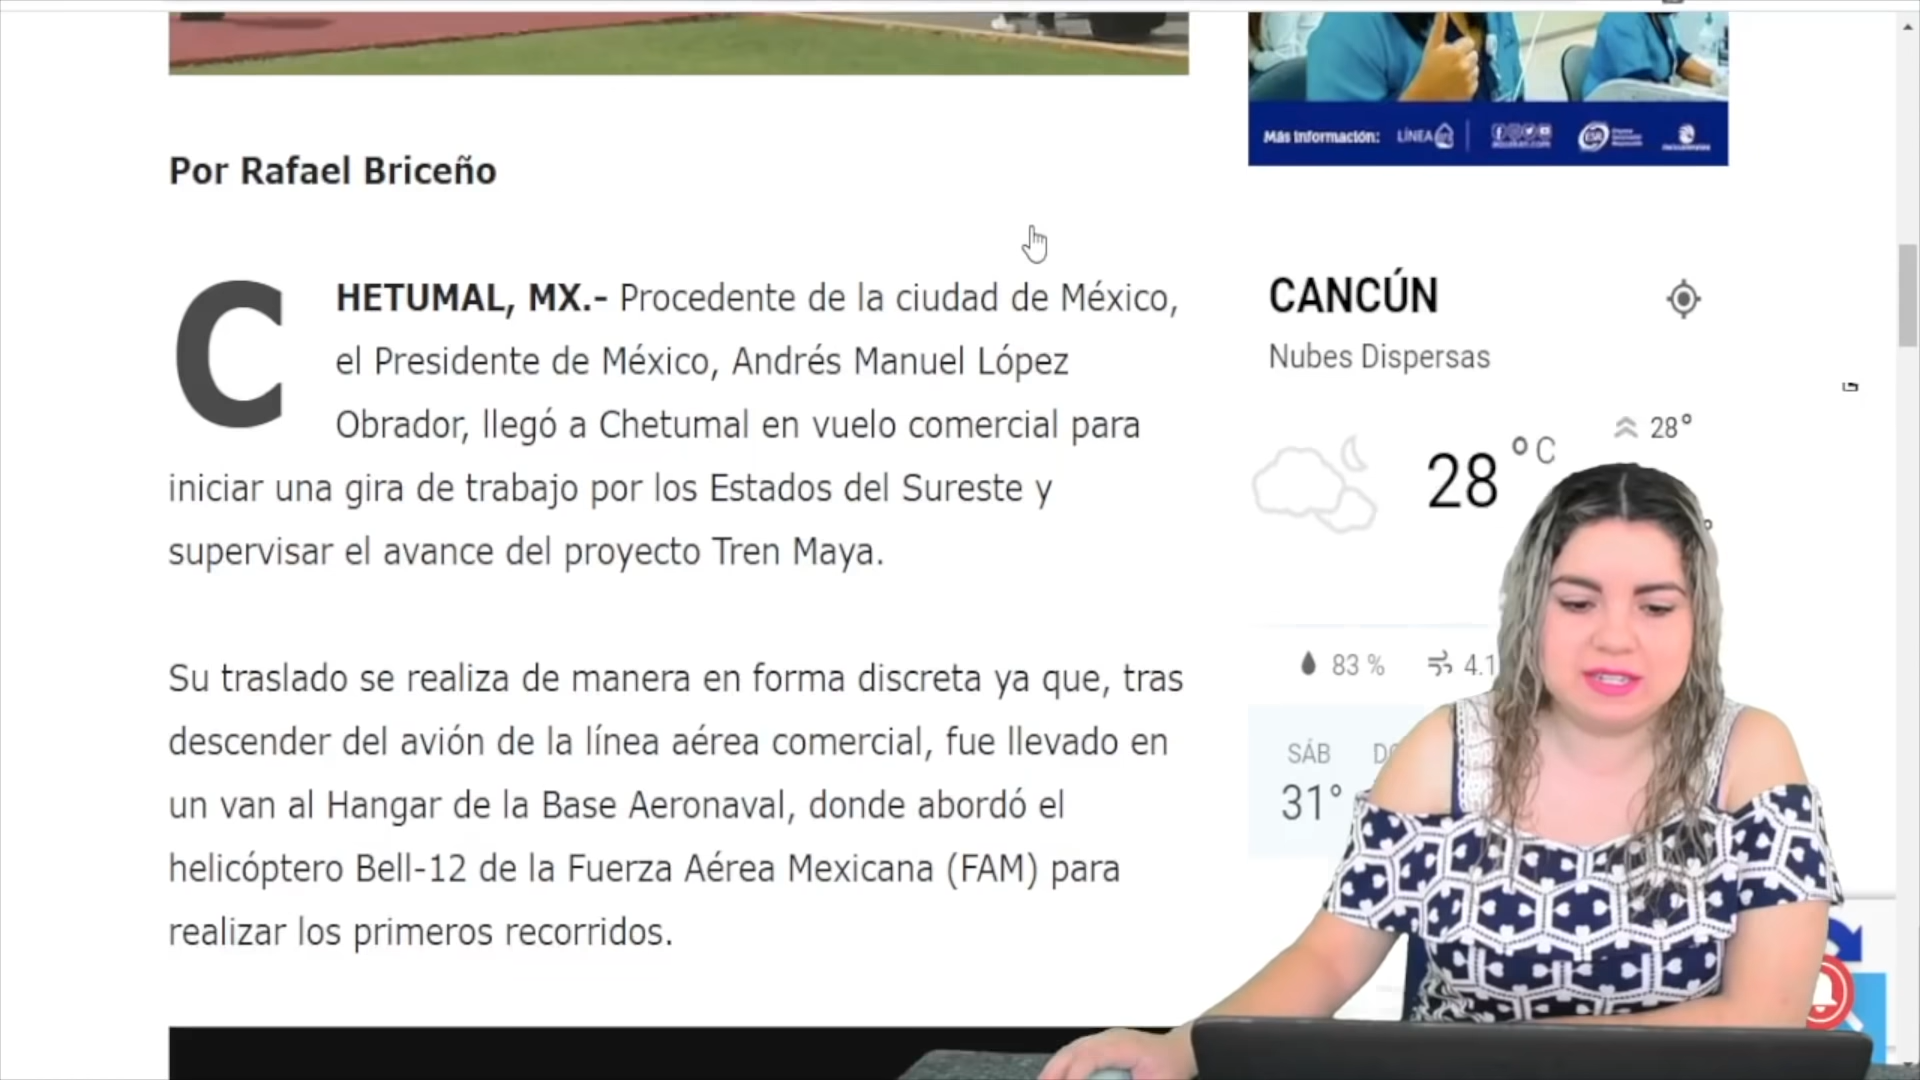 Más información: LÍNEA
Por Rafael Briceño
CHETUMAL, MX.- Procedente de la ciudad de México,
el Presidente de México, Andrés Manuel López
Obrador, llegó a Chetumal en vuelo comercial para
iniciar una gira de trabajo por los Estados del Sureste y
supervisar el avance del proyecto Tren Maya.
Su traslado se realiza de manera en forma discreta ya que, tras
descender del avión de la línea aérea comercial, fue llevado en
un van al Hangar de la Base Aeronaval, donde abordó el
helicóptero Bell-12 de la Fuerza Aérea Mexicana (FAM) para
realizar los primeros recorridos.
CANCÚN
Nubes Dispersas
28°
28 °C
83 % 4.1
SÁB
31°